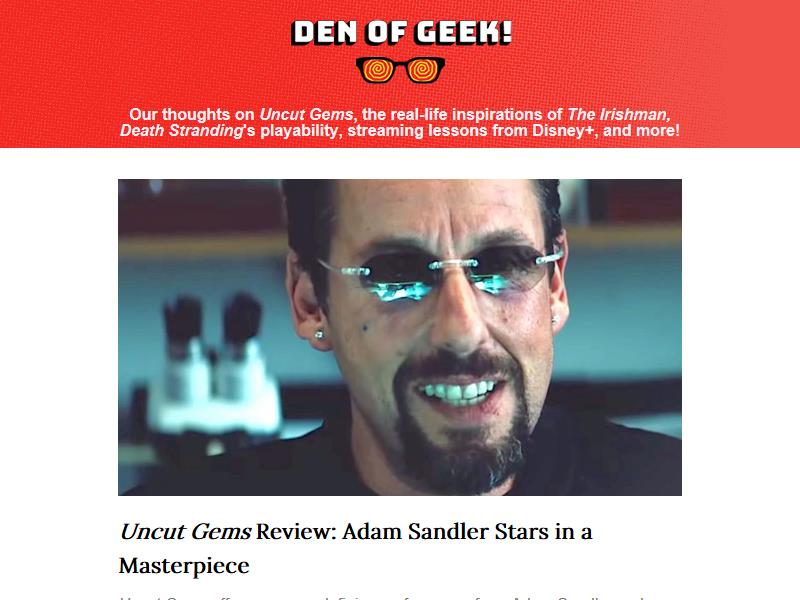 DEN OF GEEK!
Our thoughts on Uncut Gems, the real-life inspirations of The Irishman,
Death Stranding's playability, streaming lessons from Disney+, and more!
Uncut Gems Review: Adam Sandler Stars in a
Masterpiece